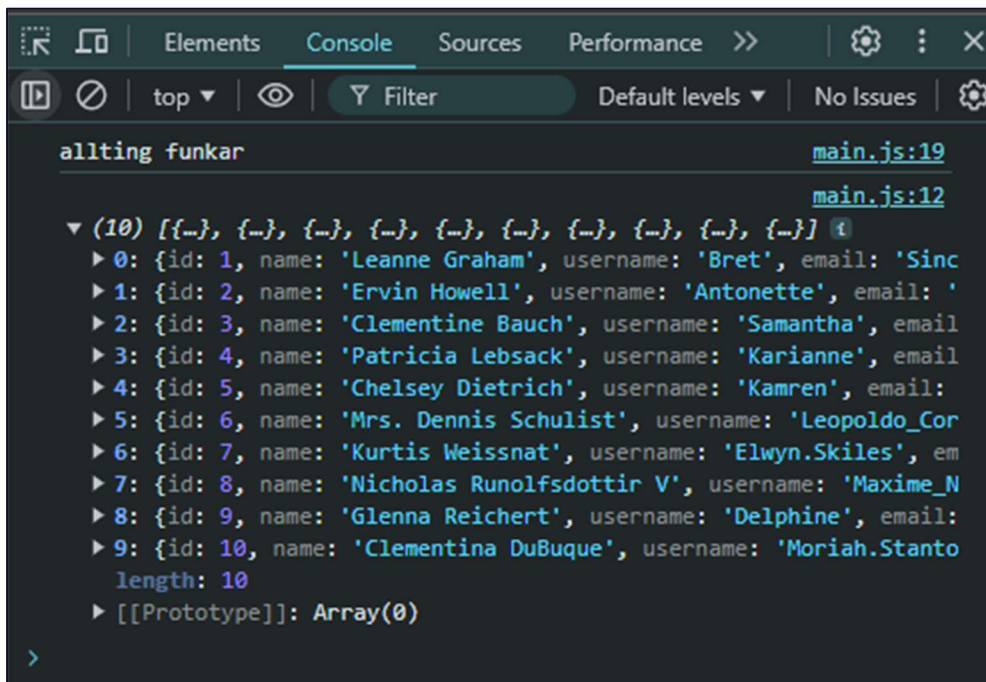 Elements Console Sources Performance
top Filter Default levels No Issues
allting funkar main.js:19
main.js:12
(10) [{…}, {…}, {…}, {…}, {…}, {…}, {…}, {…}, {…}, {…}] i
0: {id: 1, name: 'Leanne Graham', username: 'Bret', email: 'Sinc
1: {id: 2, name: 'Ervin Howell', username: 'Antonette', email: '
2: {id: 3, name: 'Clementine Bauch', username: 'Samantha', email
3: {id: 4, name: 'Patricia Lebsack', username: 'Karianne', email
4: {id: 5, name: 'Chelsey Dietrich', username: 'Kamren', email:
5: {id: 6, name: 'Mrs. Dennis Schulist', username: 'Leopoldo_Cor
6: {id: 7, name: 'Kurtis Weissnat', username: 'Elwyn.Skiles', em
7: {id: 8, name: 'Nicholas Runolfsdottir V', username: 'Maxime_N
8: {id: 9, name: 'Glenna Reichert', username: 'Delphine', email:
9: {id: 10, name: 'Clementina DuBuque', username: 'Moriah.Stanto
length: 10
[[Prototype]]: Array(0)